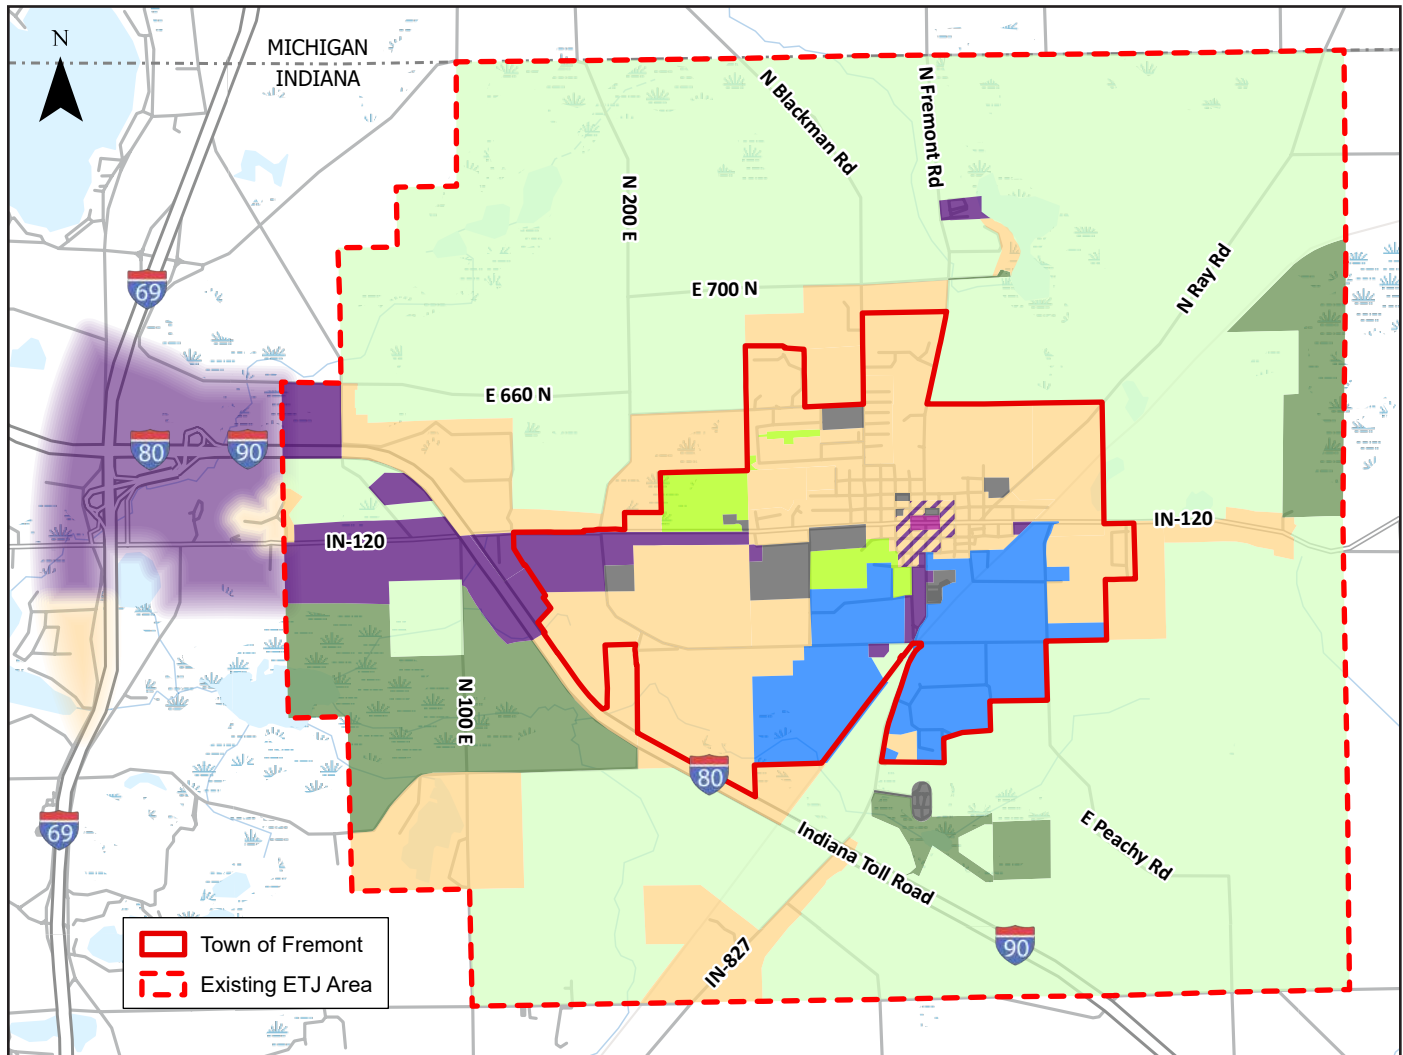 N
MICHIGAN
INDIANA
N Blackman Rd
N Fremont Rd
N 200 E
N Ray Rd
69
E 700 N
E 660 N
80
90
IN-120
IN-120
N 100 E
80
69
Indiana Toll Road
E Peachy Rd
IN-827
90
Town of Fremont
Existing ETJ Area